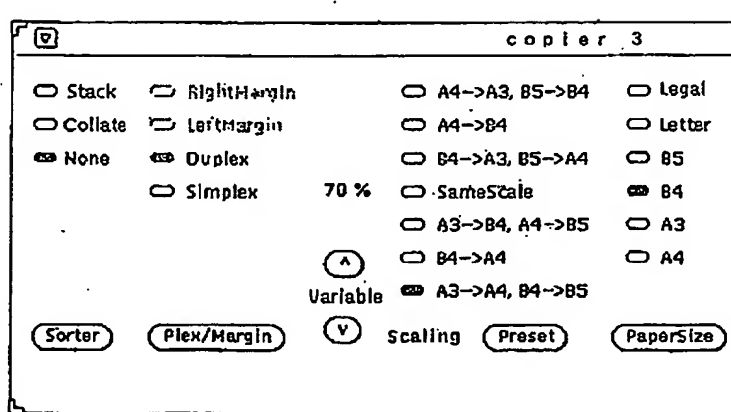 copier 3
Stack RightMargin A4->A3, B5->B4 Legal
Collate LeftMargin A4->B4 Letter
None Duplex B4->A3, B5->A4 B5
Simplex 70 % SameScale B4
A3->B4, A4->B5 A3
^ B4->A4 A4
Variable A3->A4, B4->B5
Sorter Plex/Margin v Scaling Preset PaperSize